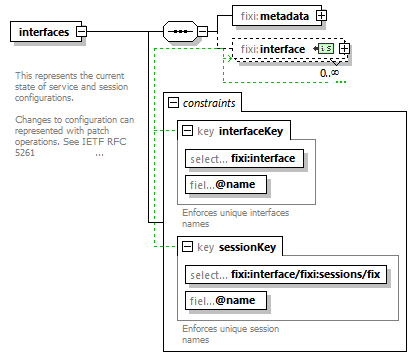 interfaces
fixi:metadata
fixi:interface
0..∞
This represents the current
state of service and session
configurations.
Changes to configuration can
represented with patch
operations. See IETF RFC
5261 ...
constraints
key interfaceKey
select... fixi:interface
fiel...@name
Enforces unique interfaces
names
key sessionKey
select... fixi:interface/fixi:sessions/fix
fiel...@name
Enforces unique session
names